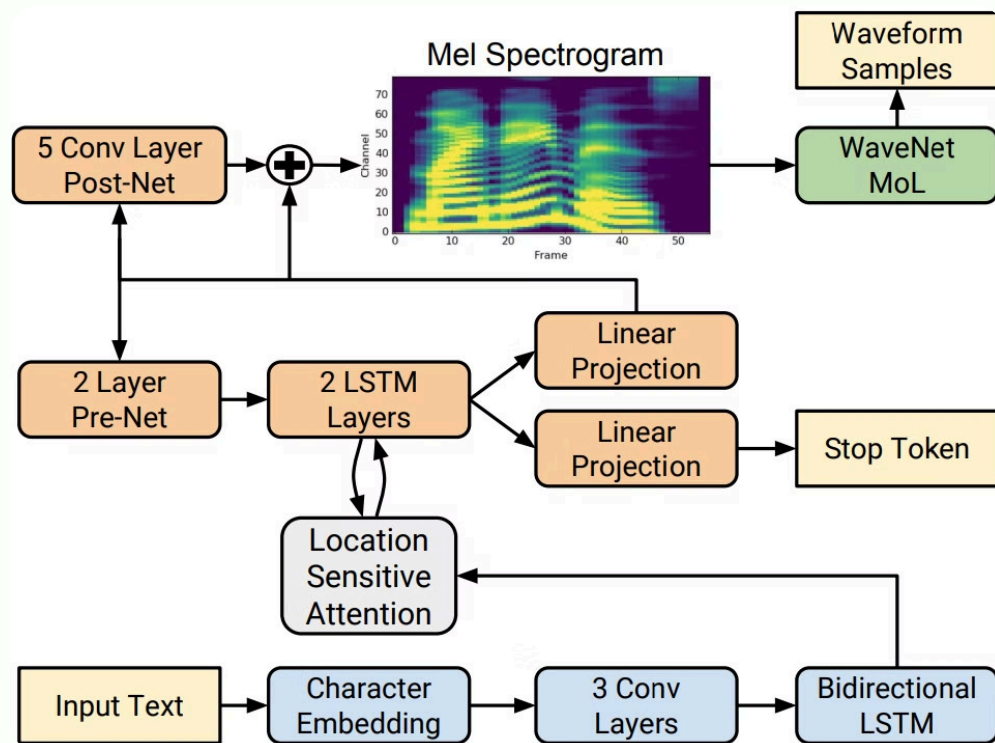 Waveform
Samples
Mel Spectrogram
5 Conv Layer
Post-Net
WaveNet
MoL
Channel
70
60
50
40
30
20
10
0
0 10 20 30 40 50
Frame
Linear
Projection
2 Layer
Pre-Net
2 LSTM
Layers
Linear
Projection
Stop Token
Location
Sensitive
Attention
Input Text
Character
Embedding
3 Conv
Layers
Bidirectional
LSTM